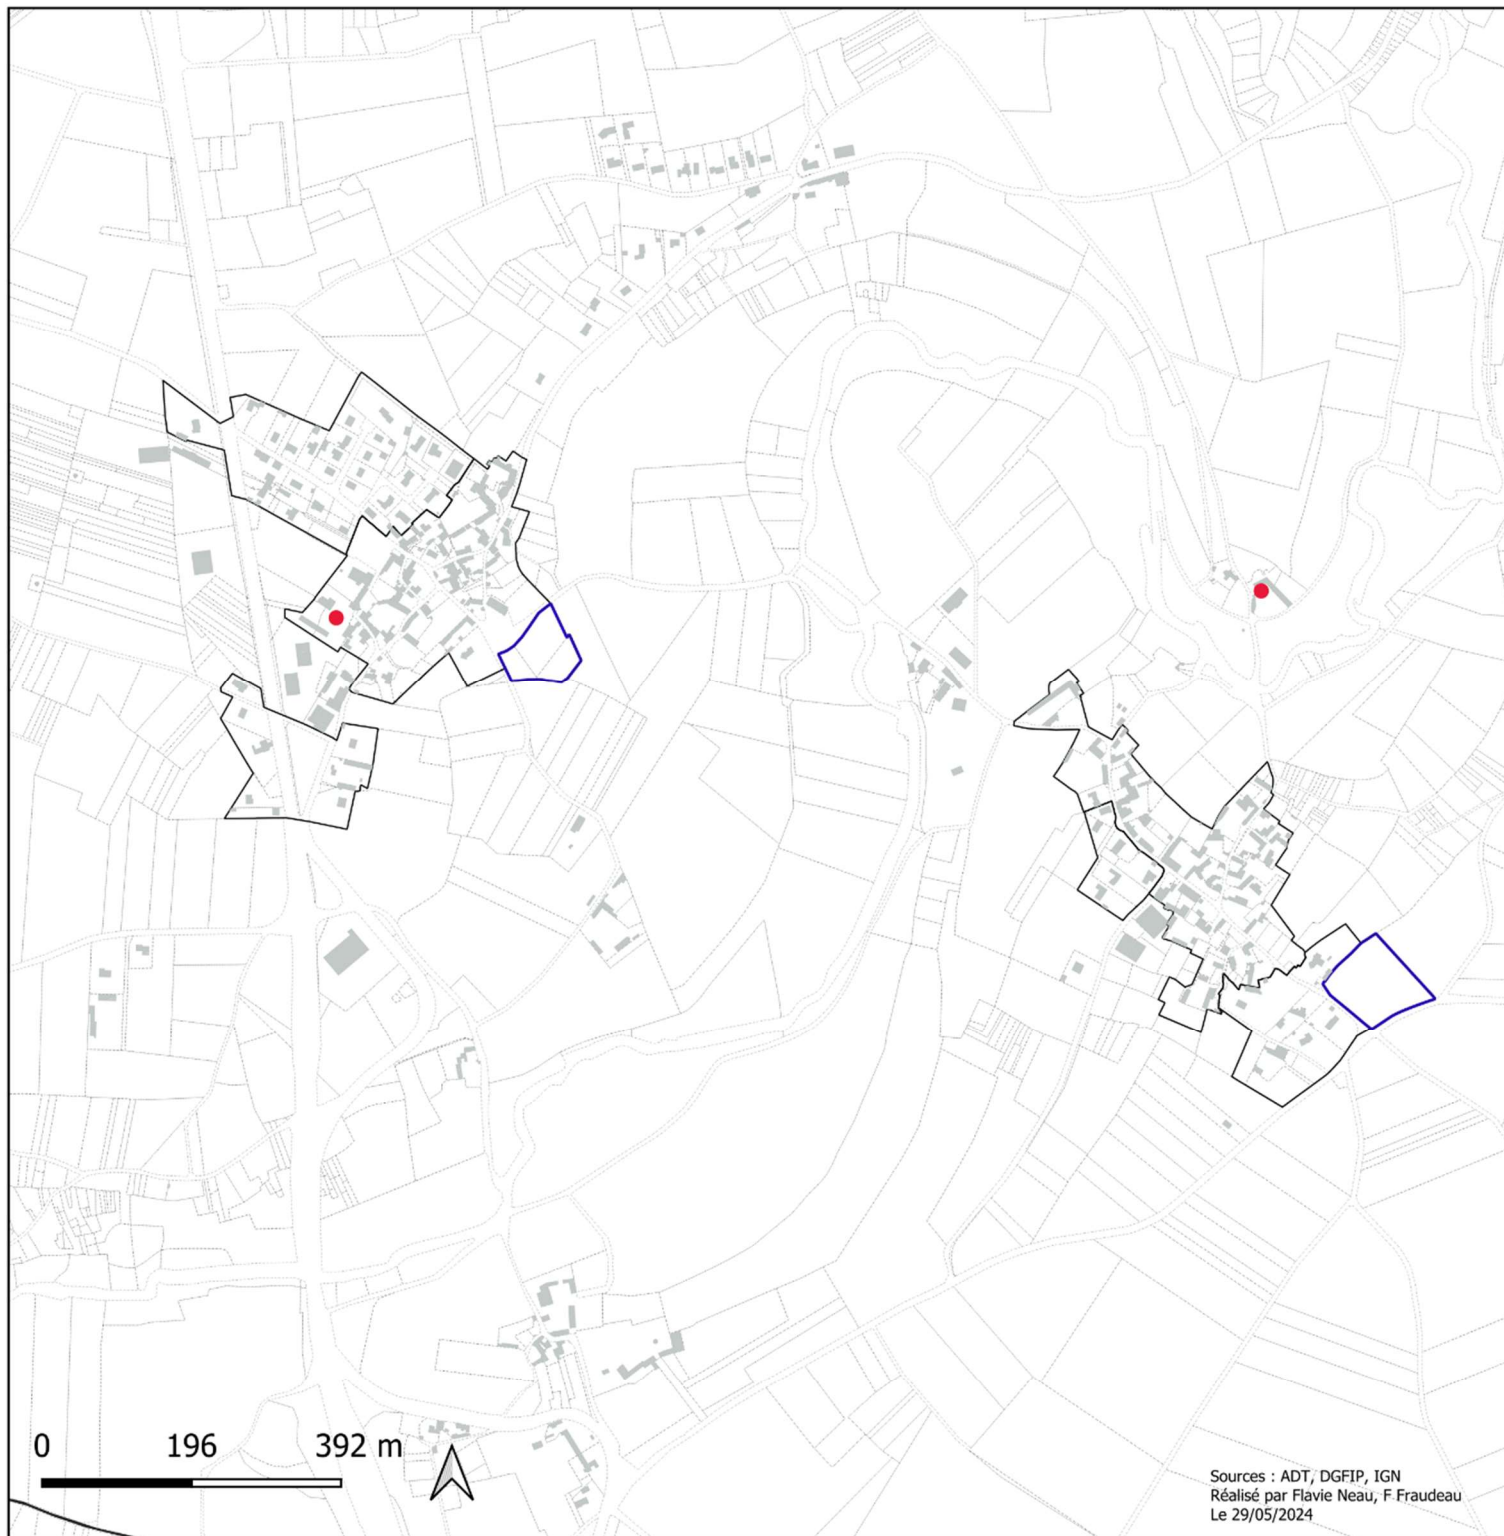 0 196 392 m
Sources : ADT, DGFIP, IGN
Réalisé par Flavie Neau, F Fraudeau
Le 29/05/2024